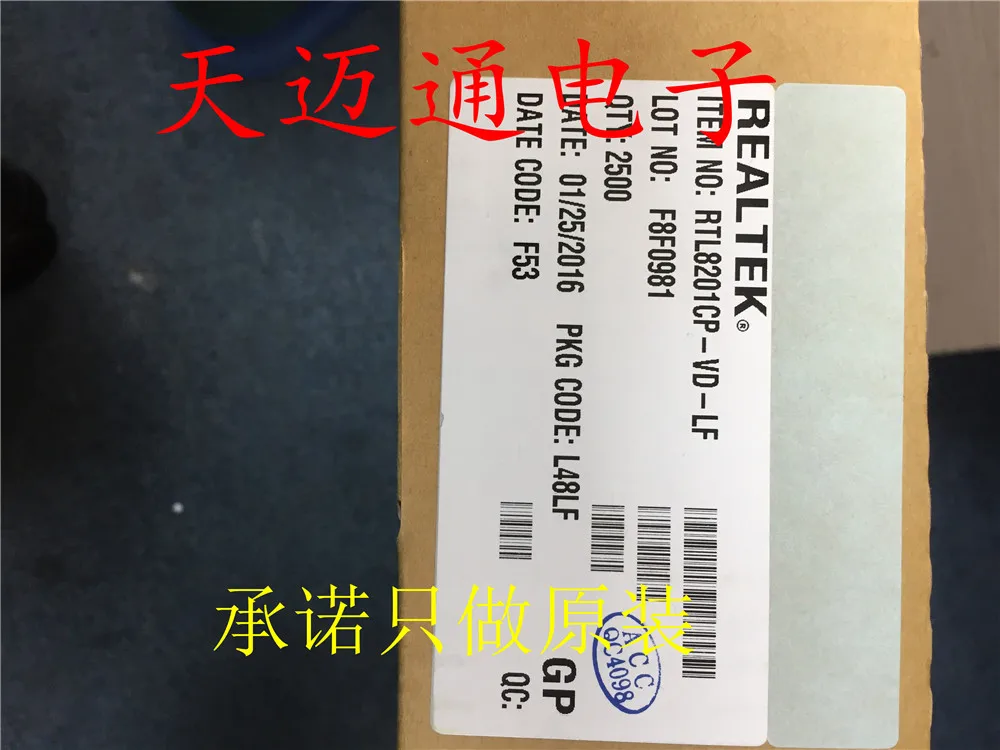 天迈通电子
REALTEK®
ITEM NO: RTL8201CP-VD-LF
LOT NO: F8F0981
QTY: 2500
DATE: 01/25/2016 PKG CODE: L48LF
DATE CODE: F53
承诺只做原装
ACC
QC4098
GP
QC: